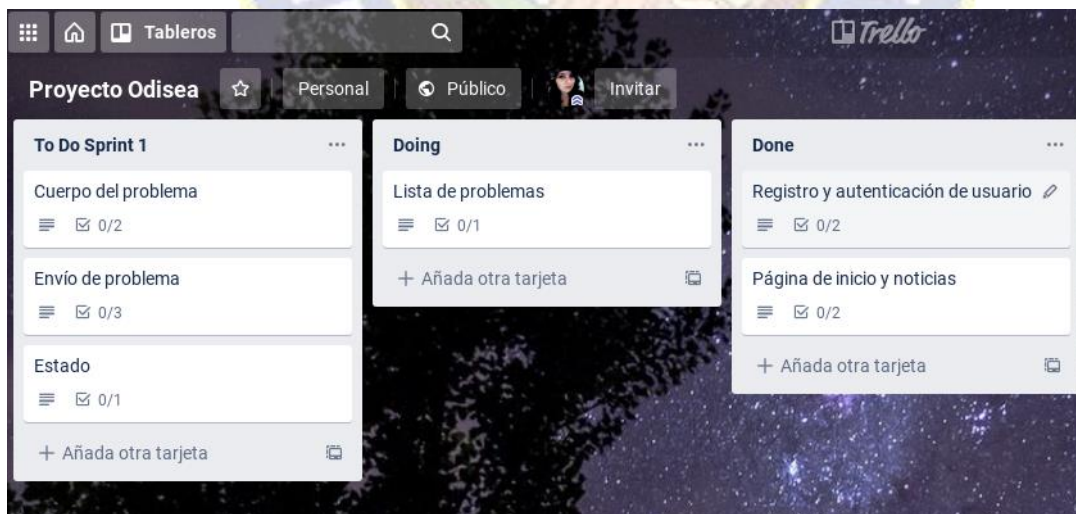 Tableros
Trello
Proyecto Odisea
Personal
Público
Invitar
To Do Sprint 1
Cuerpo del problema
0/2
Envío de problema
0/3
Estado
0/1
+ Añada otra tarjeta
Doing
Lista de problemas
0/1
+ Añada otra tarjeta
Done
Registro y autenticación de usuario
0/2
Página de inicio y noticias
0/2
+ Añada otra tarjeta